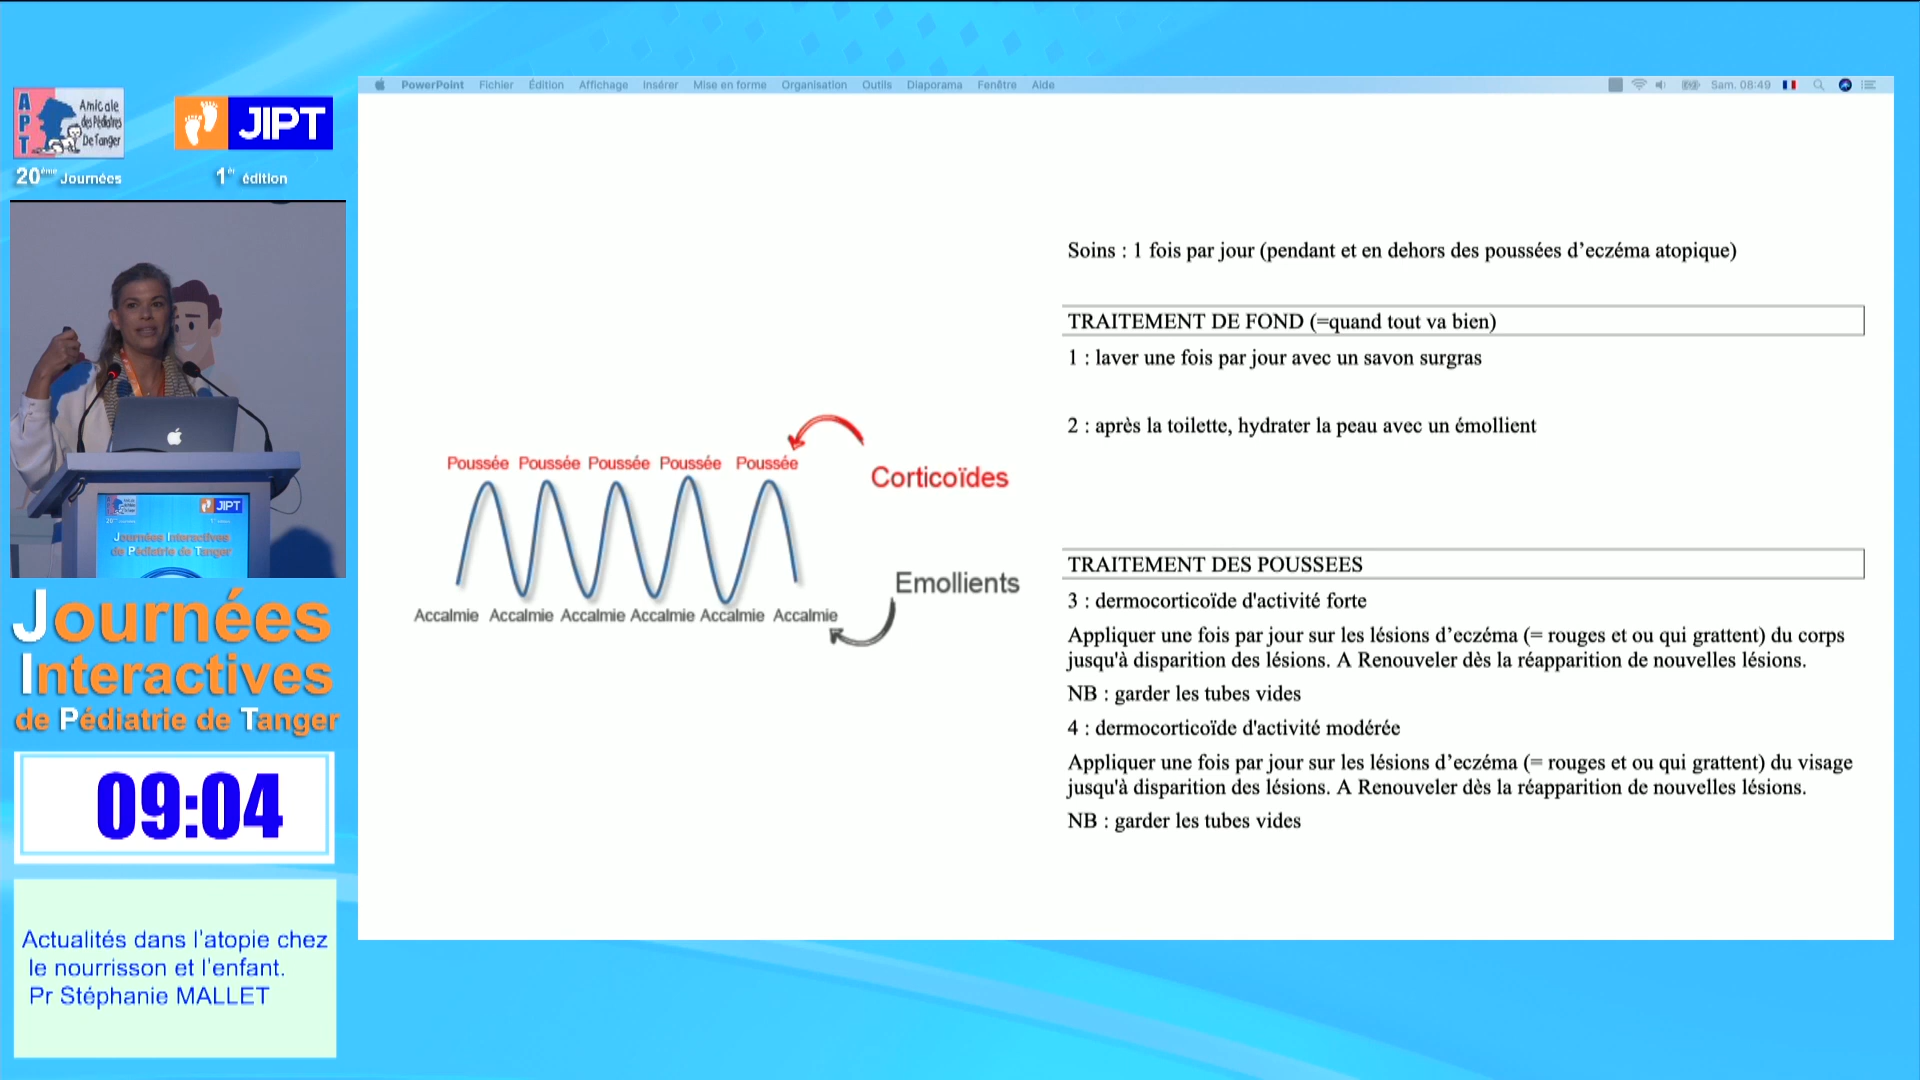 PowerPoint Fichier Édition Affichage Insérer Mise en forme Organisation Outils Diaporama Fenêtre Aide
Sam. 08:49
APT
Amicale
des Pédiatres
De Tanger
JIPT
20ème Journées
1èr édition
Soins : 1 fois par jour (pendant et en dehors des poussées d’eczéma atopique)
TRAITEMENT DE FOND (=quand tout va bien)
1 : laver une fois par jour avec un savon surgras
2 : après la toilette, hydrater la peau avec un émollient
Poussée Poussée Poussée Poussée Poussée
Corticoïdes
Emollients
Accalmie Accalmie Accalmie Accalmie Accalmie Accalmie
TRAITEMENT DES POUSSEES
3 : dermocorticoïde d'activité forte
Appliquer une fois par jour sur les lésions d’eczéma (= rouges et ou qui grattent) du corps
jusqu'à disparition des lésions. A Renouveler dès la réapparition de nouvelles lésions.
NB : garder les tubes vides
4 : dermocorticoïde d'activité modérée
Appliquer une fois par jour sur les lésions d’eczéma (= rouges et ou qui grattent) du visage
jusqu'à disparition des lésions. A Renouveler dès la réapparition de nouvelles lésions.
NB : garder les tubes vides
JIPT
Journées Interactives
de Pédiatrie de Tanger
Journées
Interactives
de Pédiatrie de Tanger
09:04
Actualités dans l'atopie chez
le nourrisson et l'enfant.
Pr Stéphanie MALLET